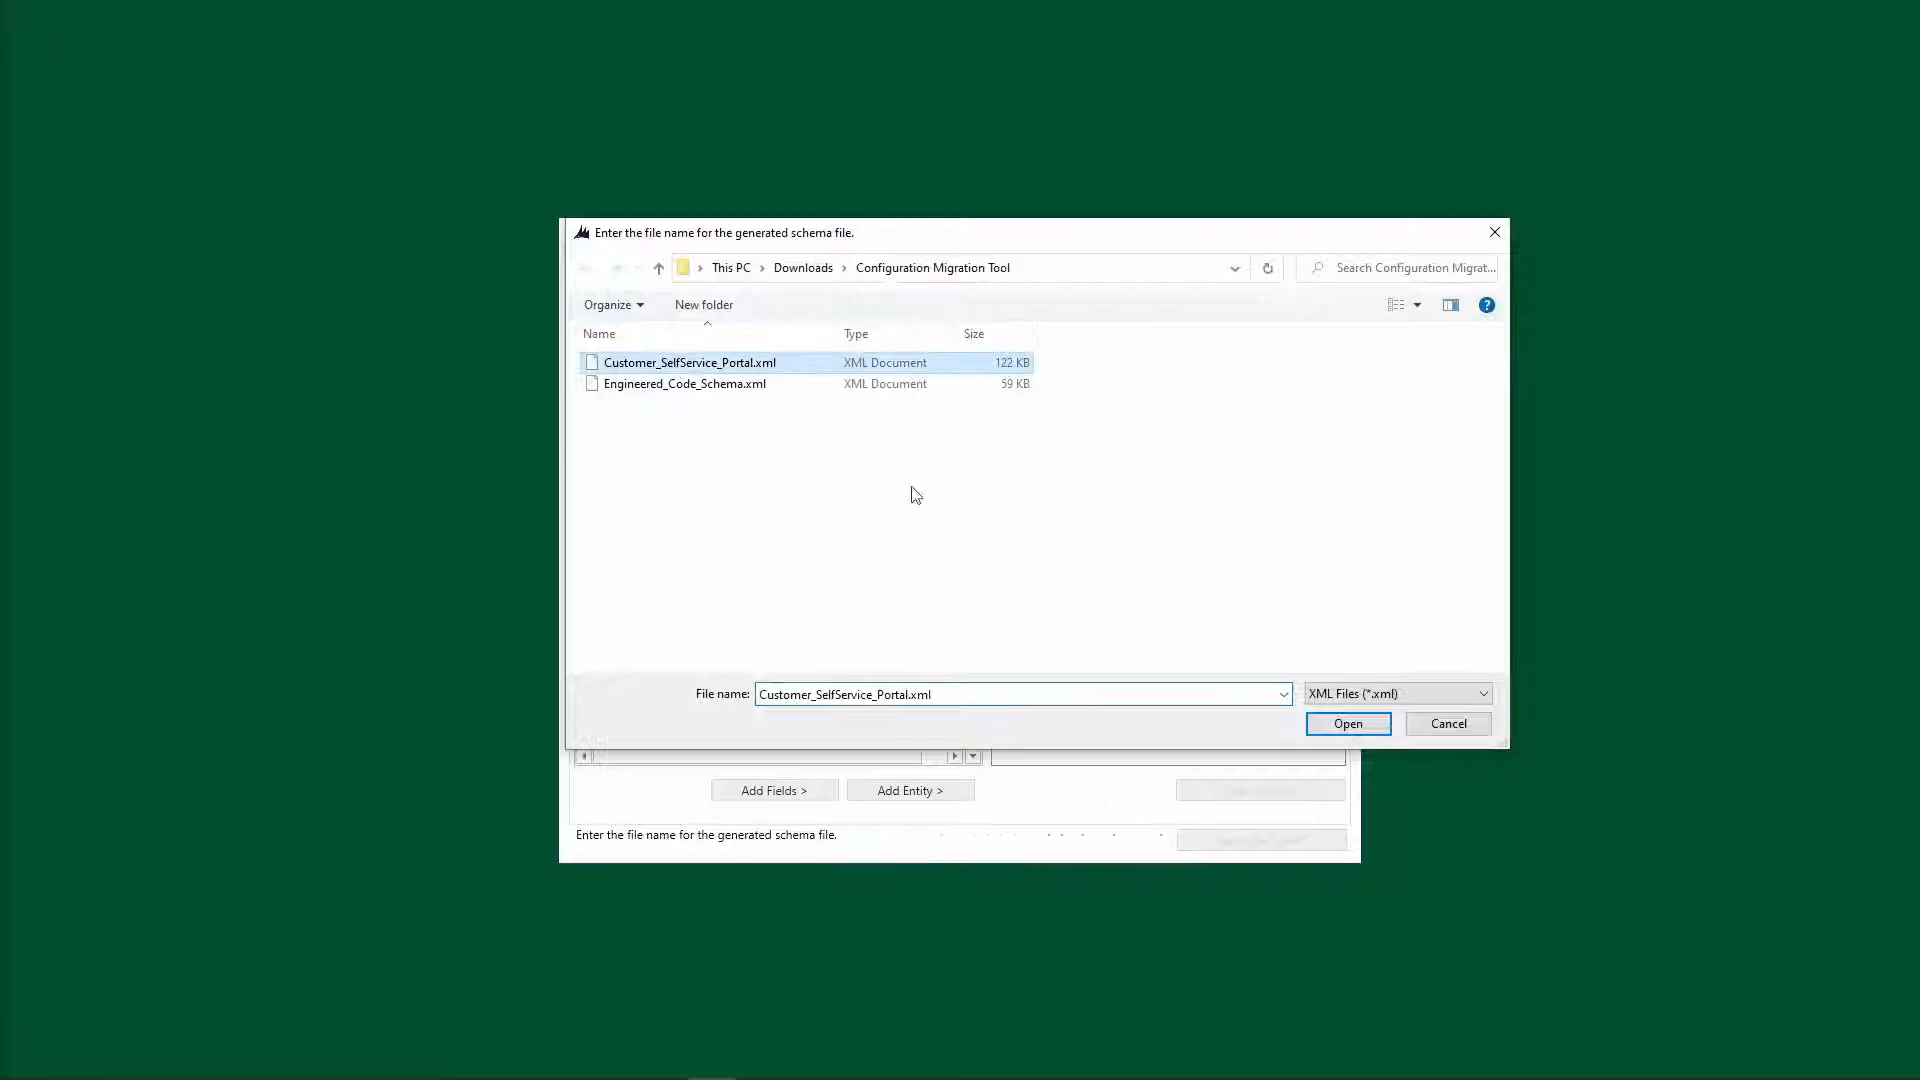 Enter the file name for the generated schema file.
This PC > Downloads > Configuration Migration Tool
Search Configuration Migrat...
Organize
New folder
Name Type Size
Customer_SelfService_Portal.xml XML Document 122 KB
Engineered_Code_Schema.xml XML Document 59 KB
File name: Customer_SelfService_Portal.xml
XML Files (*.xml)
Open Cancel
Add Fields > Add Entity >
Enter the file name for the generated schema file.